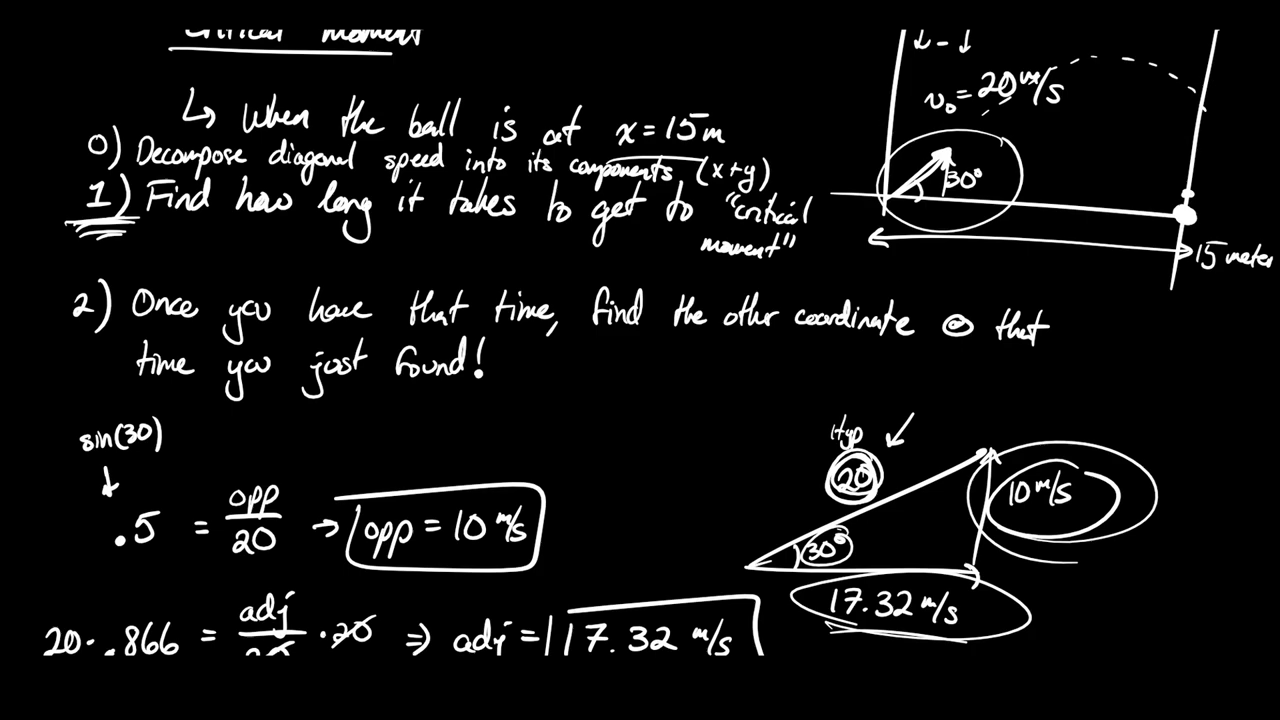 Critical moment
↓ - ↓
v₀ = 20 m/s
↳ When the ball is at x = 15m
0) Decompose diagonal speed into its components (x+y)
30°
1) Find how long it takes to get to "critical
moment"
15 meter
2) Once you have that time, find the other coordinate @ that
time you just found!
sin(30)
↓
Hyp
20
.5 = opp/20 → opp = 10 m/s
10 m/s
30°
17.32 m/s
20 · .866 = adj/20 · 20 ⇒ adj = 17.32 m/s